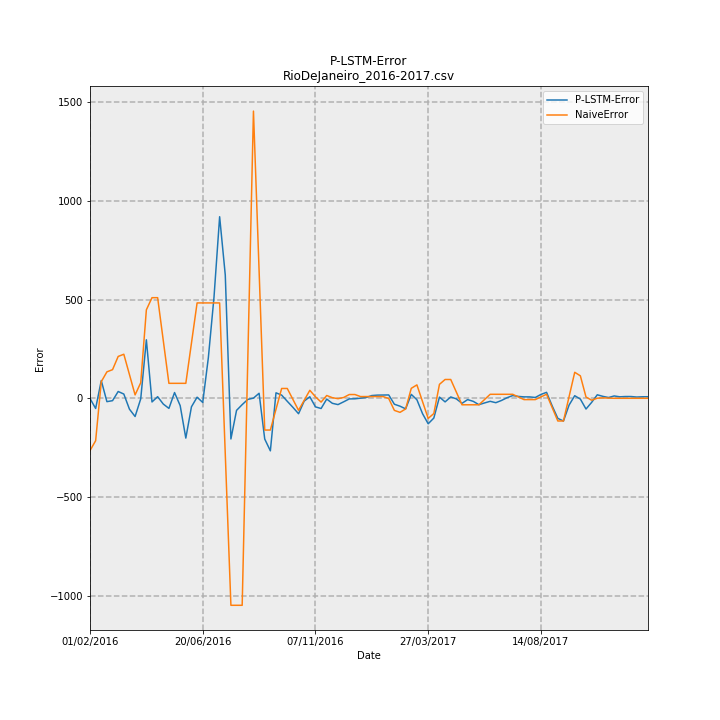 P-LSTM-Error
RioDeJaneiro_2016-2017.csv
P-LSTM-Error
NaiveError
1500
1000
500
0
−500
−1000
Error
01/02/2016 20/06/2016 07/11/2016 27/03/2017 14/08/2017
Date